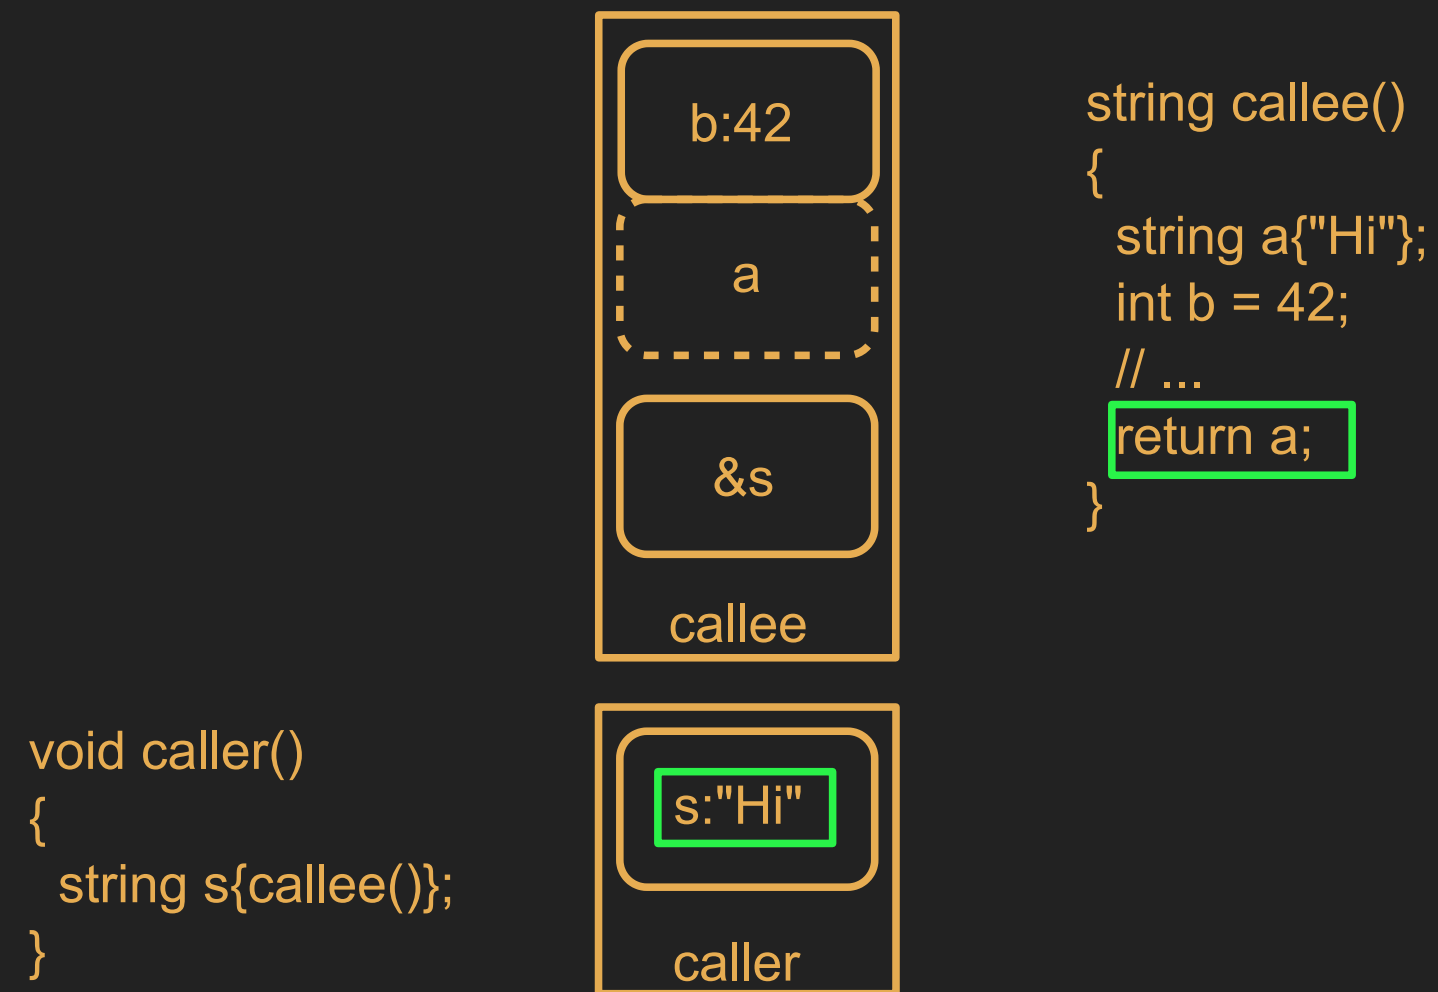 b:42
a
&s
callee
string callee()
{
string a{"Hi"};
int b = 42;
// ...
return a;
}
void caller()
{
string s{callee()};
}
s:"Hi"
caller